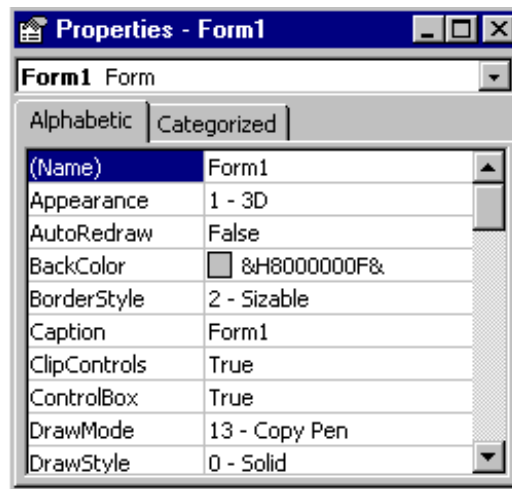 Properties - Form1
Form1 Form
Alphabetic Categorized
(Name) Form1
Appearance 1 - 3D
AutoRedraw False
BackColor &H8000000F&
BorderStyle 2 - Sizable
Caption Form1
ClipControls True
ControlBox True
DrawMode 13 - Copy Pen
DrawStyle 0 - Solid